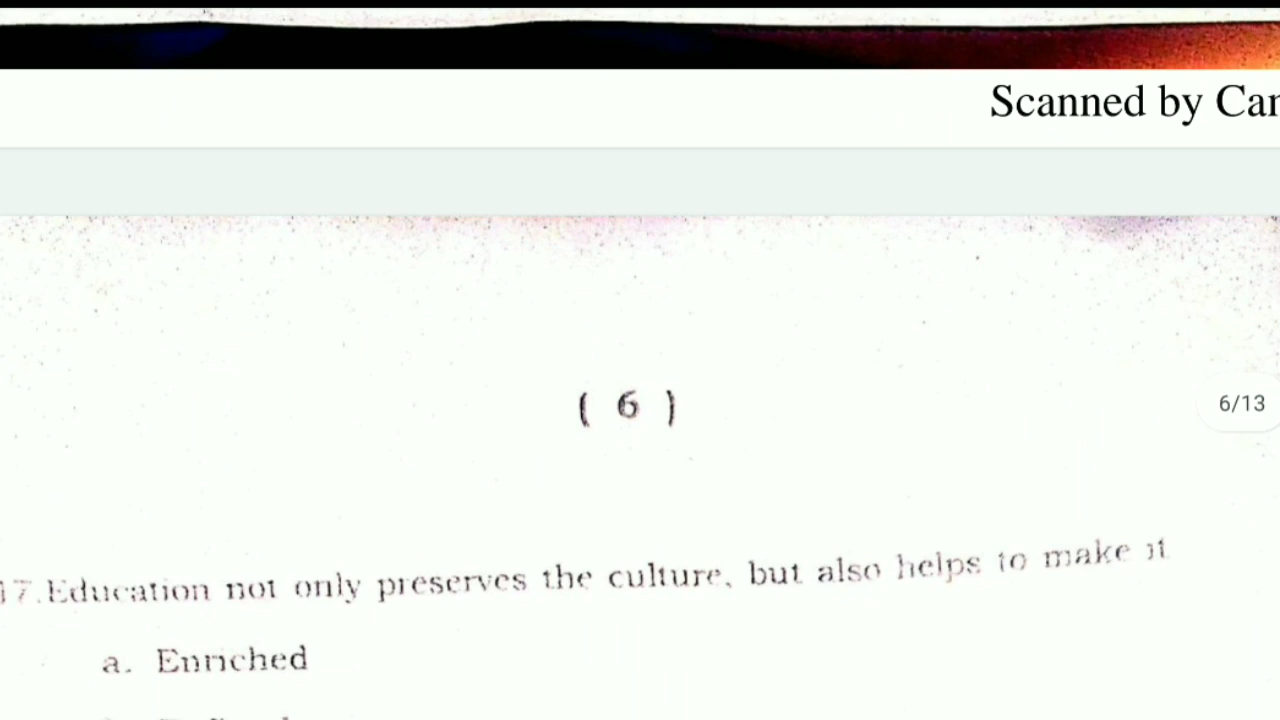 Scanned by Car
( 6 )
6/13
17. Education not only preserves the culture, but also helps to make it
a. Enriched